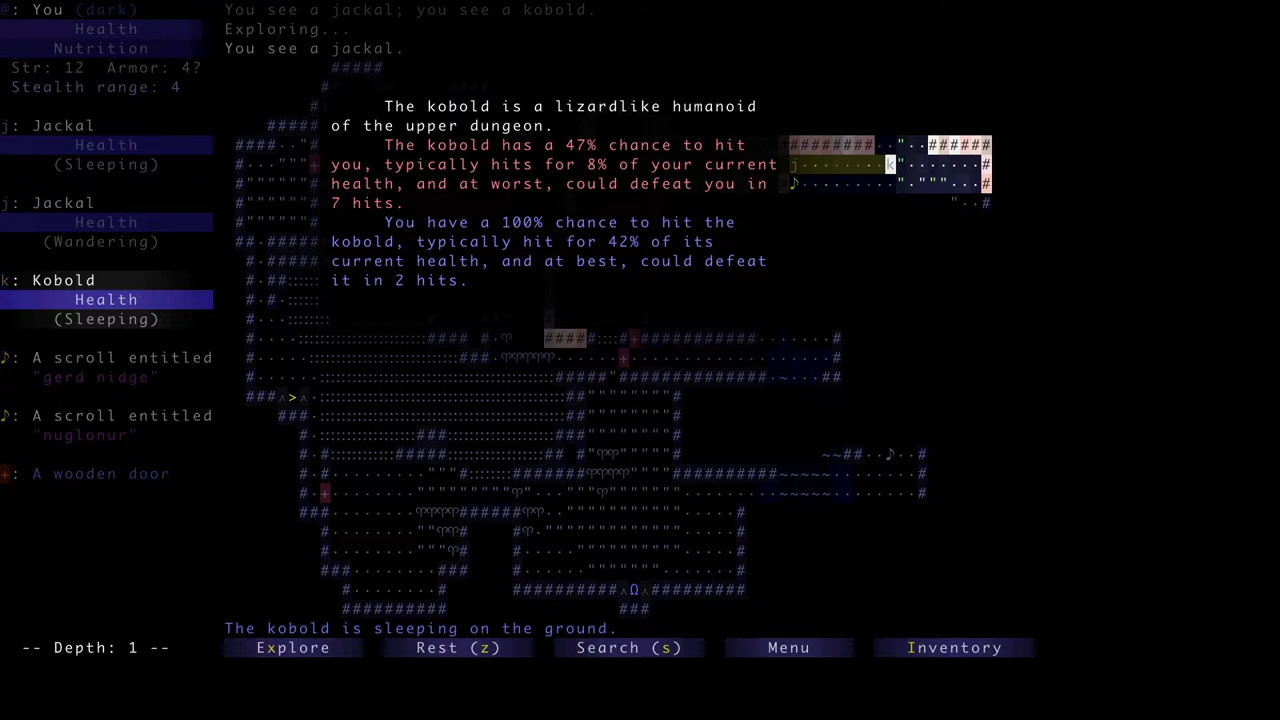 @: You (dark)
Health
Nutrition
Str: 12 Armor: 4?
Stealth range: 4
j: Jackal
Health
(Sleeping)
j: Jackal
Health
(Wandering)
k: Kobold
Health
(Sleeping)
♪: A scroll entitled
"gerd nidge"
♪: A scroll entitled
"nuglonur"
+: A wooden door
-- Depth: 1 --
You see a jackal; you see a kobold.
Exploring...
You see a jackal.
The kobold is a lizardlike humanoid
of the upper dungeon.
The kobold has a 47% chance to hit
you, typically hits for 8% of your current
health, and at worst, could defeat you in
7 hits.
You have a 100% chance to hit the
kobold, typically hit for 42% of its
current health, and at best, could defeat
it in 2 hits.
The kobold is sleeping on the ground.
Explore
Rest (z)
Search (s)
Menu
Inventory